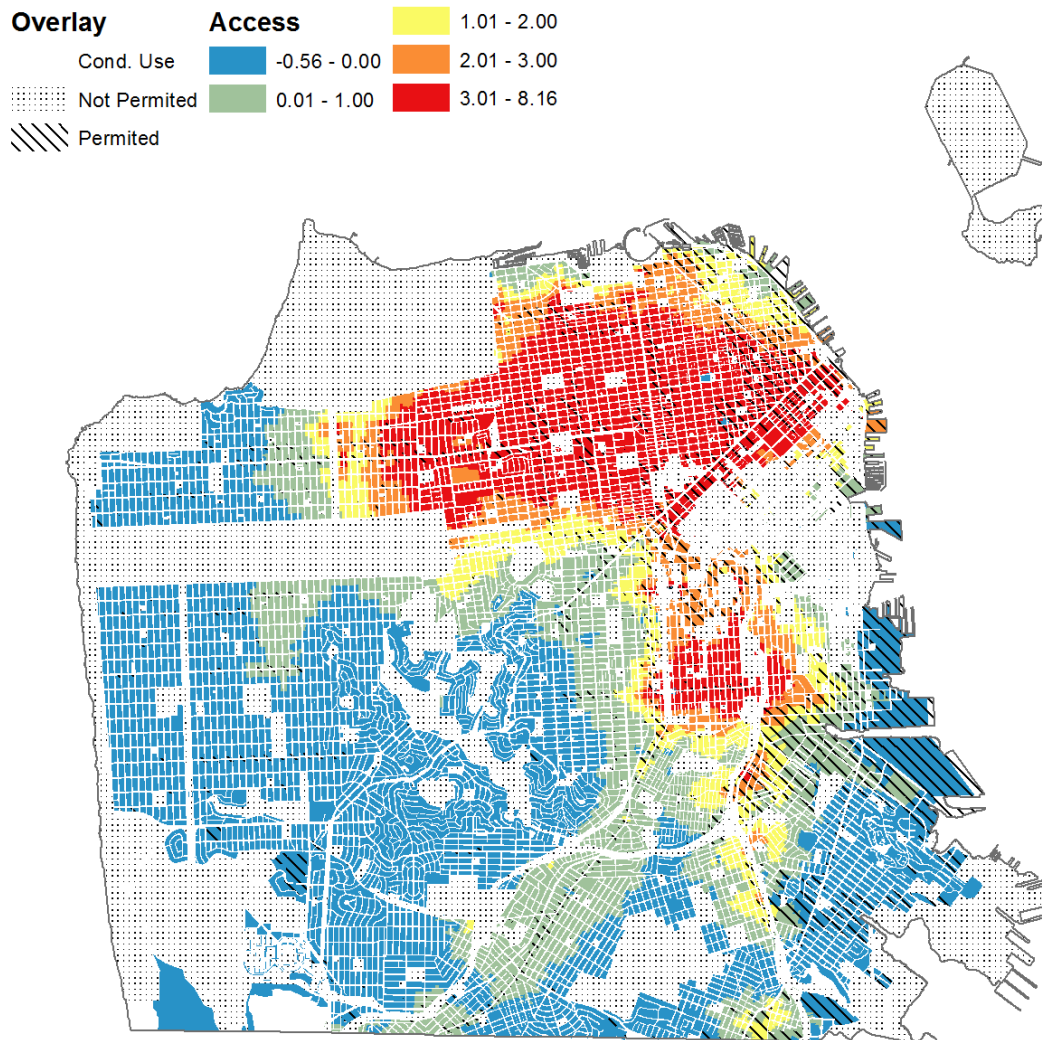 Overlay
Cond. Use
Not Permited
Permited
Access
-0.56 - 0.00
0.01 - 1.00
1.01 - 2.00
2.01 - 3.00
3.01 - 8.16